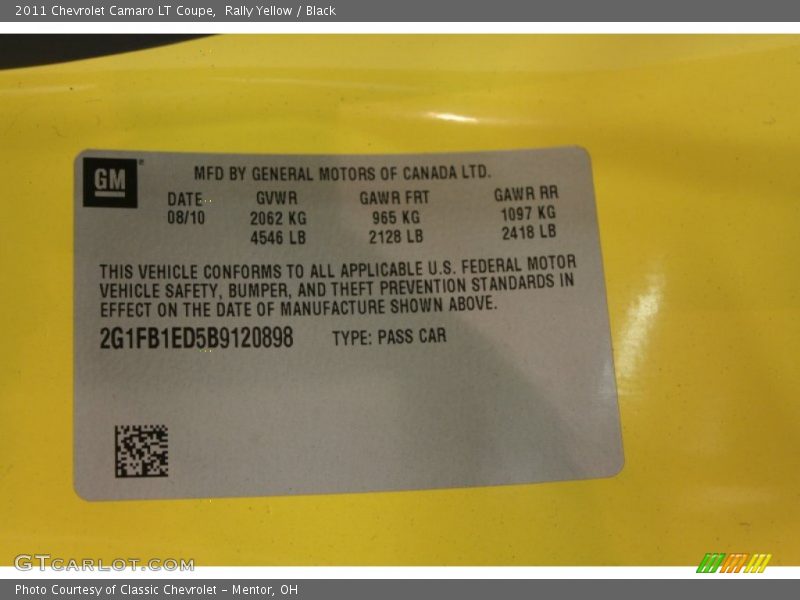 2011 Chevrolet Camaro LT Coupe,  Rally Yellow / Black
GM
MFD BY GENERAL MOTORS OF CANADA LTD.
DATE GVWR GAWR FRT GAWR RR
08/10 2062 KG 965 KG 1097 KG
4546 LB 2128 LB 2418 LB
THIS VEHICLE CONFORMS TO ALL APPLICABLE U.S. FEDERAL MOTOR
VEHICLE SAFETY, BUMPER, AND THEFT PREVENTION STANDARDS IN
EFFECT ON THE DATE OF MANUFACTURE SHOWN ABOVE.
2G1FB1ED5B9120898 TYPE: PASS CAR
GTCARLOT.COM
Photo Courtesy of Classic Chevrolet - Mentor, OH